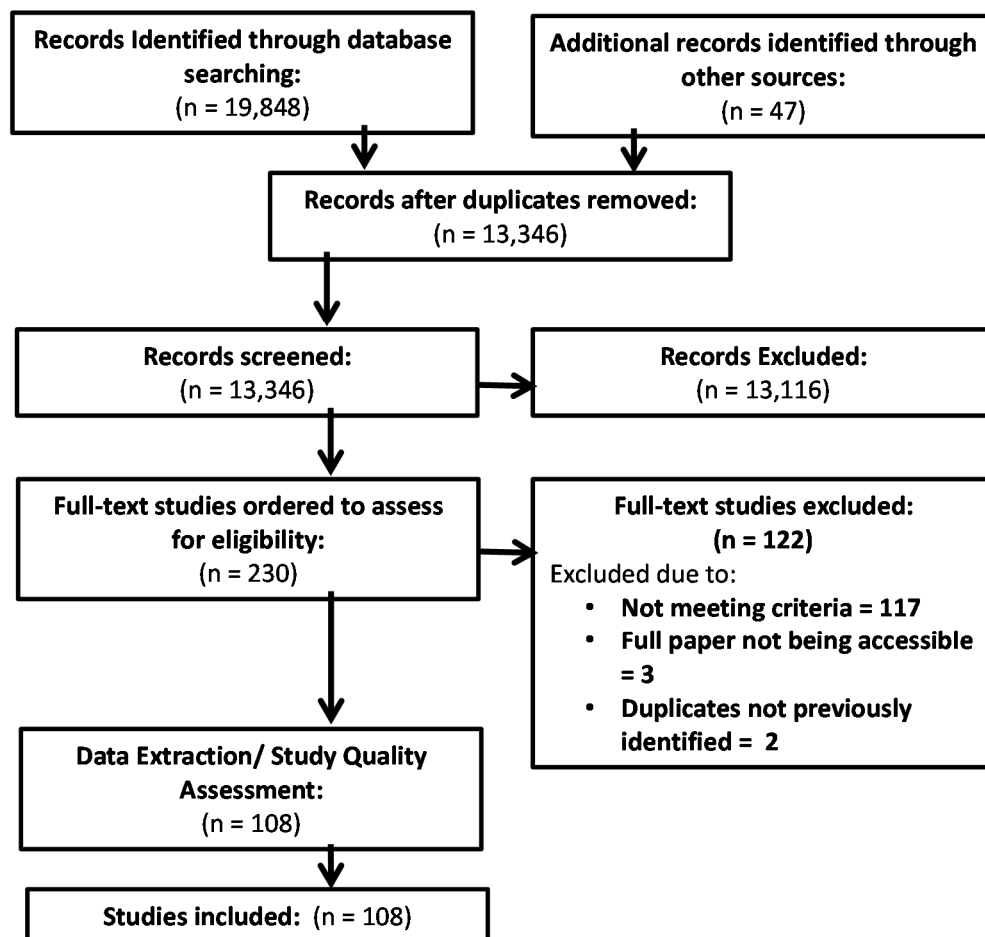 Records Identified through database
searching:
(n = 19,848)
Additional records identified through
other sources:
(n = 47)
Records after duplicates removed:
(n = 13,346)
Records screened:
(n = 13,346)
Records Excluded:
(n = 13,116)
Full-text studies ordered to assess
for eligibility:
(n = 230)
Full-text studies excluded:
(n = 122)
Excluded due to:
• Not meeting criteria = 117
• Full paper not being accessible
= 3
• Duplicates not previously
identified = 2
Data Extraction/ Study Quality
Assessment:
(n = 108)
Studies included: (n = 108)